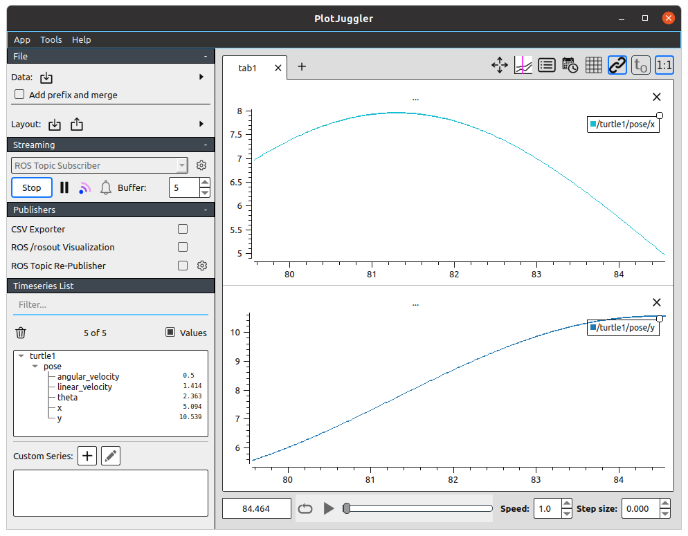 PlotJuggler
App Tools Help
File -
Data:
Add prefix and merge
Layout:
Streaming -
ROS Topic Subscriber
Stop Buffer: 5
Publishers -
CSV Exporter
ROS /rosout Visualization
ROS Topic Re-Publisher
Timeseries List
Filter...
5 of 5 Values
turtle1
pose
angular_velocity 0.5
linear_velocity 1.414
theta 2.363
x 5.094
y 10.539
Custom Series:
tab1 × +
t0 1:1
...
/turtle1/pose/x
8
7.5
7
6.5
6
5.5
5
80 81 82 83 84
...
/turtle1/pose/y
10
9
8
7
6
80 81 82 83 84
84.464 Speed: 1.0 Step size: 0.000